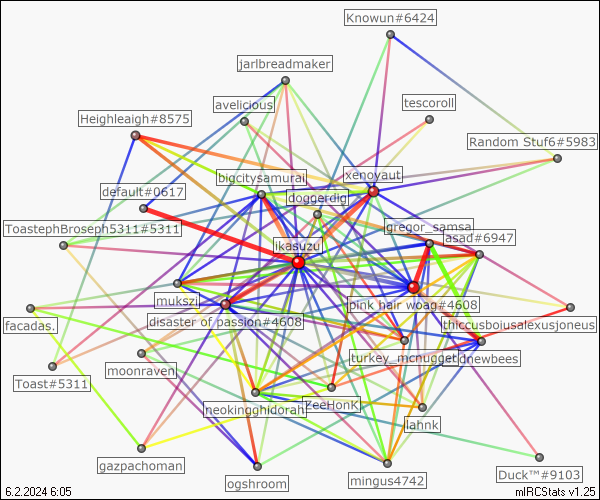 Knowun#6424
jarlbreadmaker
avelicious
tescoroll
Heighleaigh#8575
Random Stuf6#5983
bigcitysamurai
xenoyaut
default#0617
doggerdigl
ToastephBroseph5311#5311
gregor_samsa
asad#6947
ikasuzu
mukszi
pink hair woag#4608
disaster of passion#4608
facadas.
thiccusboiusalexusjoneus
turkey_mcnugget
dnewbees
moonraven
Toast#5311
neokingghidorah
ZeeHonK
lahnk
gazpachoman
ogshroom
mingus4742
Duck™#9103
6.2.2024 6:05
mIRCStats v1.25